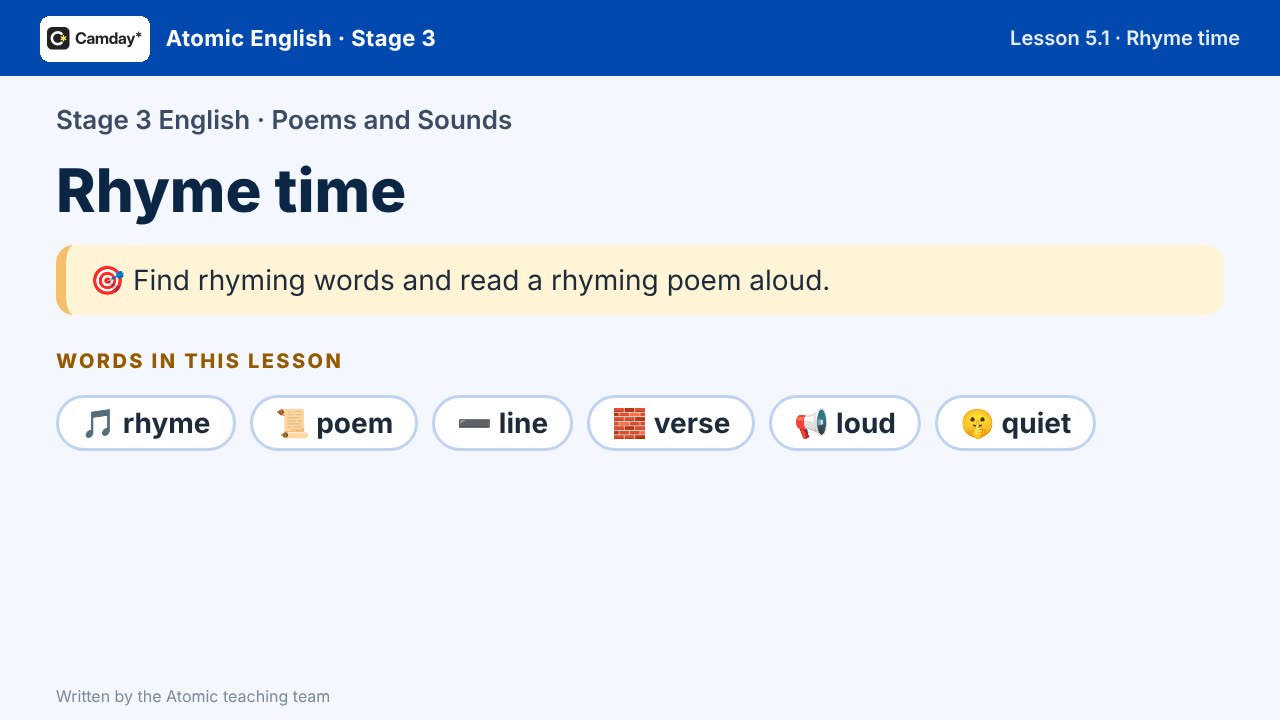 Camday* Atomic English · Stage 3
Lesson 5.1 · Rhyme time
Stage 3 English · Poems and Sounds
Rhyme time
🎯 Find rhyming words and read a rhyming poem aloud.
WORDS IN THIS LESSON
🎵 rhyme 📜 poem ➖ line 🧱 verse 📢 loud 🤫 quiet
Written by the Atomic teaching team